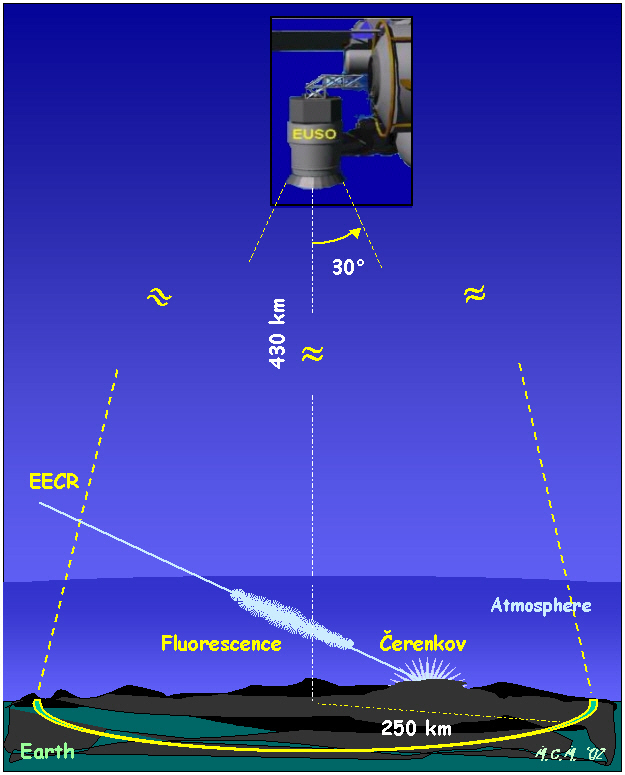 EUSO
30°
430 km
≈
≈
≈
EECR
Atmosphere
Fluorescence
Čerenkov
250 km
Earth
M.C.M. '02